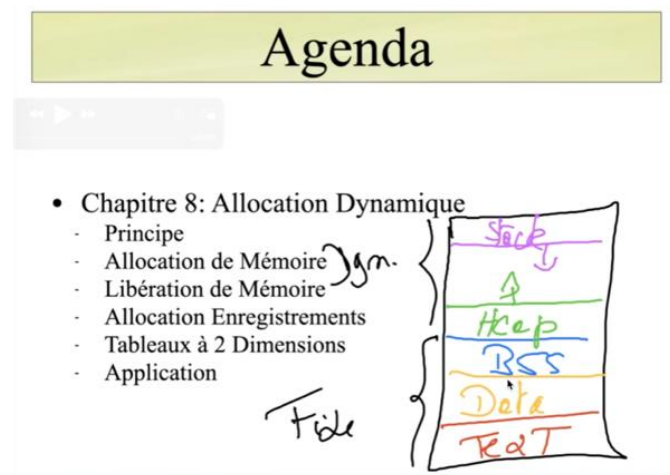 Agenda
• Chapitre 8: Allocation Dynamique
- Principe
- Allocation de Mémoire
- Libération de Mémoire
- Allocation Enregistrements
- Tableaux à 2 Dimensions
- Application
Dyn.
Stack
Heap
BSS
Data
Text